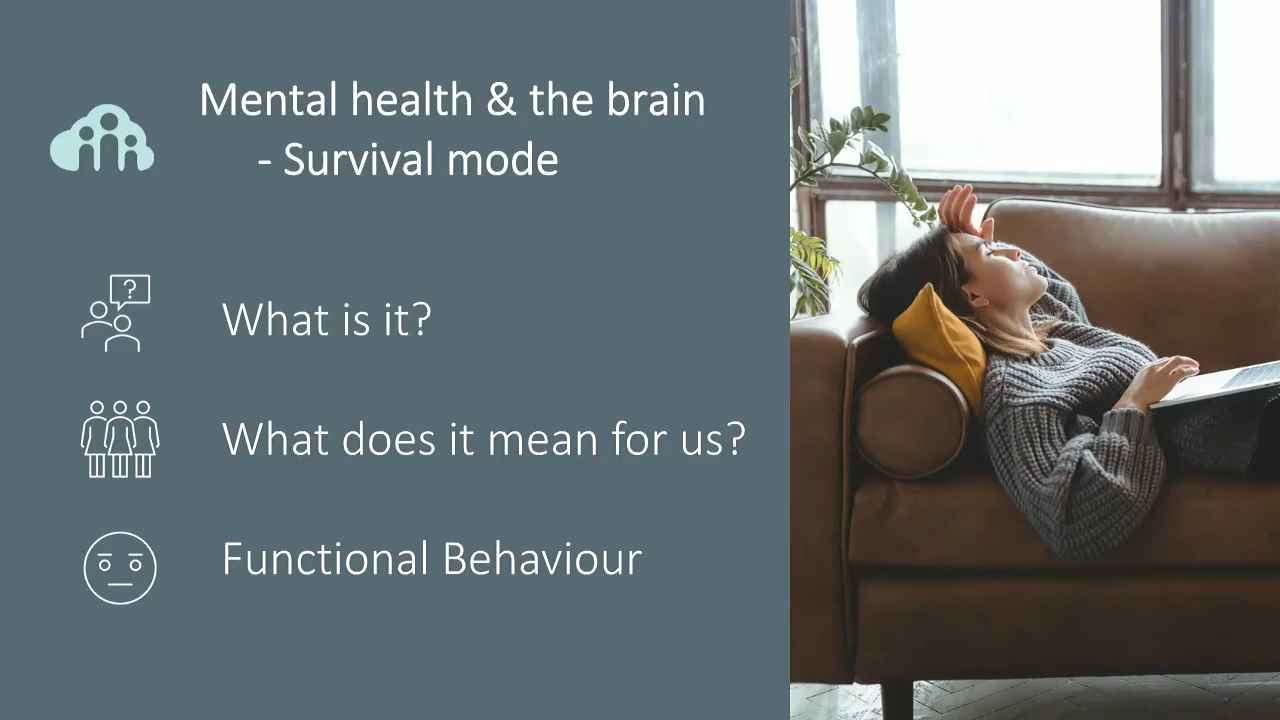 Mental health & the brain
- Survival mode
?
What is it?
What does it mean for us?
Functional Behaviour